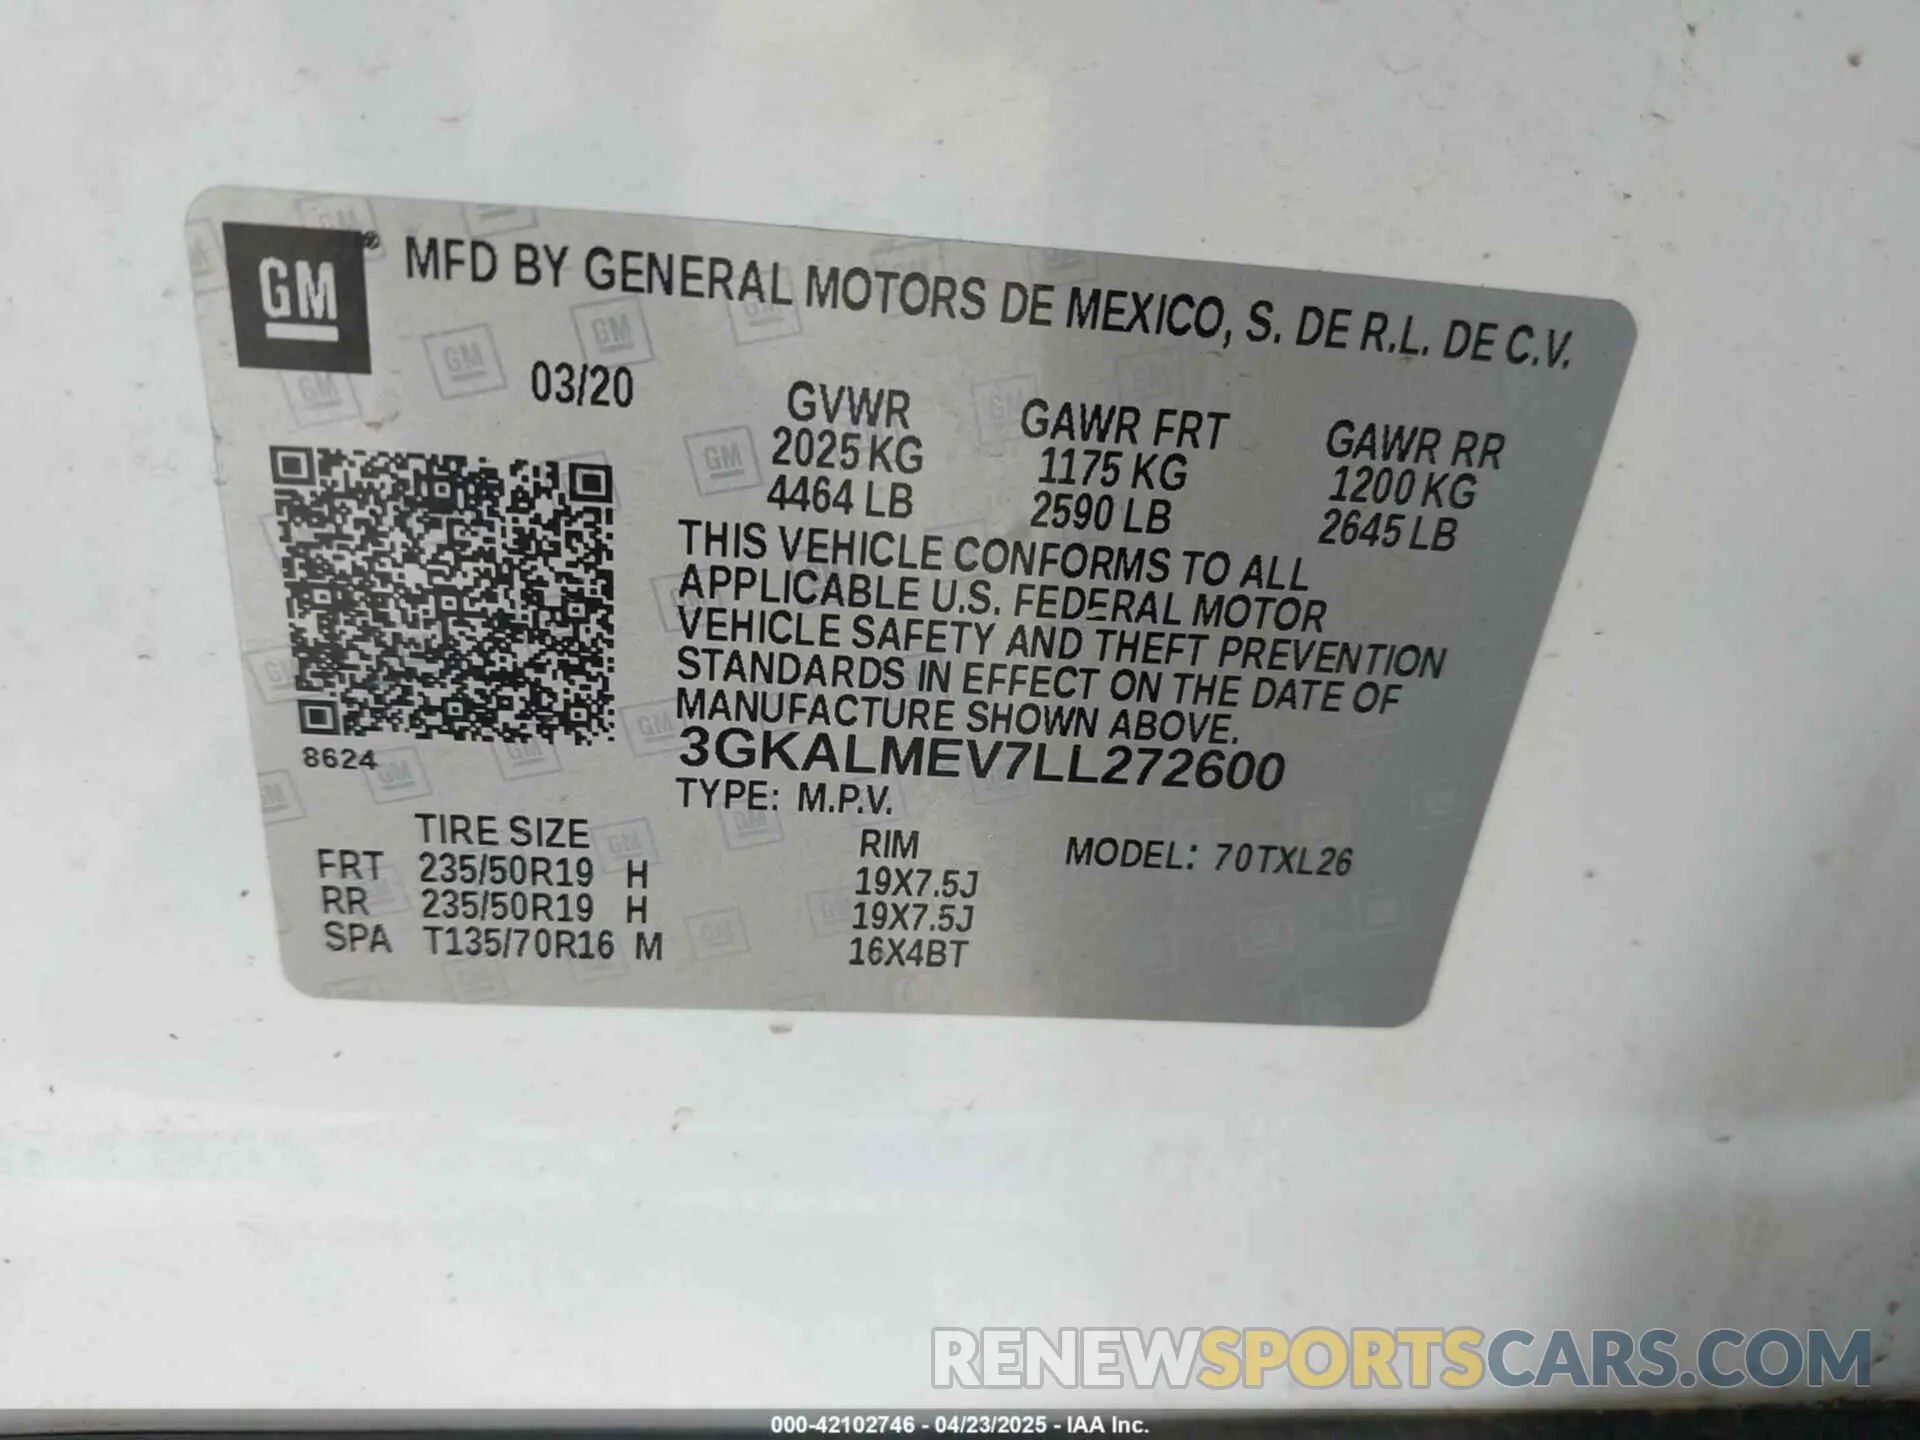 GM® MFD BY GENERAL MOTORS DE MEXICO, S. DE R.L. DE C.V.
03/20
GVWR GAWR FRT GAWR RR
2025 KG 1175 KG 1200 KG
4464 LB 2590 LB 2645 LB
THIS VEHICLE CONFORMS TO ALL
APPLICABLE U.S. FEDERAL MOTOR
VEHICLE SAFETY AND THEFT PREVENTION
STANDARDS IN EFFECT ON THE DATE OF
MANUFACTURE SHOWN ABOVE.
3GKALMEV7LL272600
8624
TYPE: M.P.V.
TIRE SIZE RIM MODEL: 70TXL26
FRT 235/50R19 H 19X7.5J
RR 235/50R19 H 19X7.5J
SPA T135/70R16 M 16X4BT
RENEWSPORTSCARS.COM
000-42102746 - 04/23/2025 - IAA Inc.